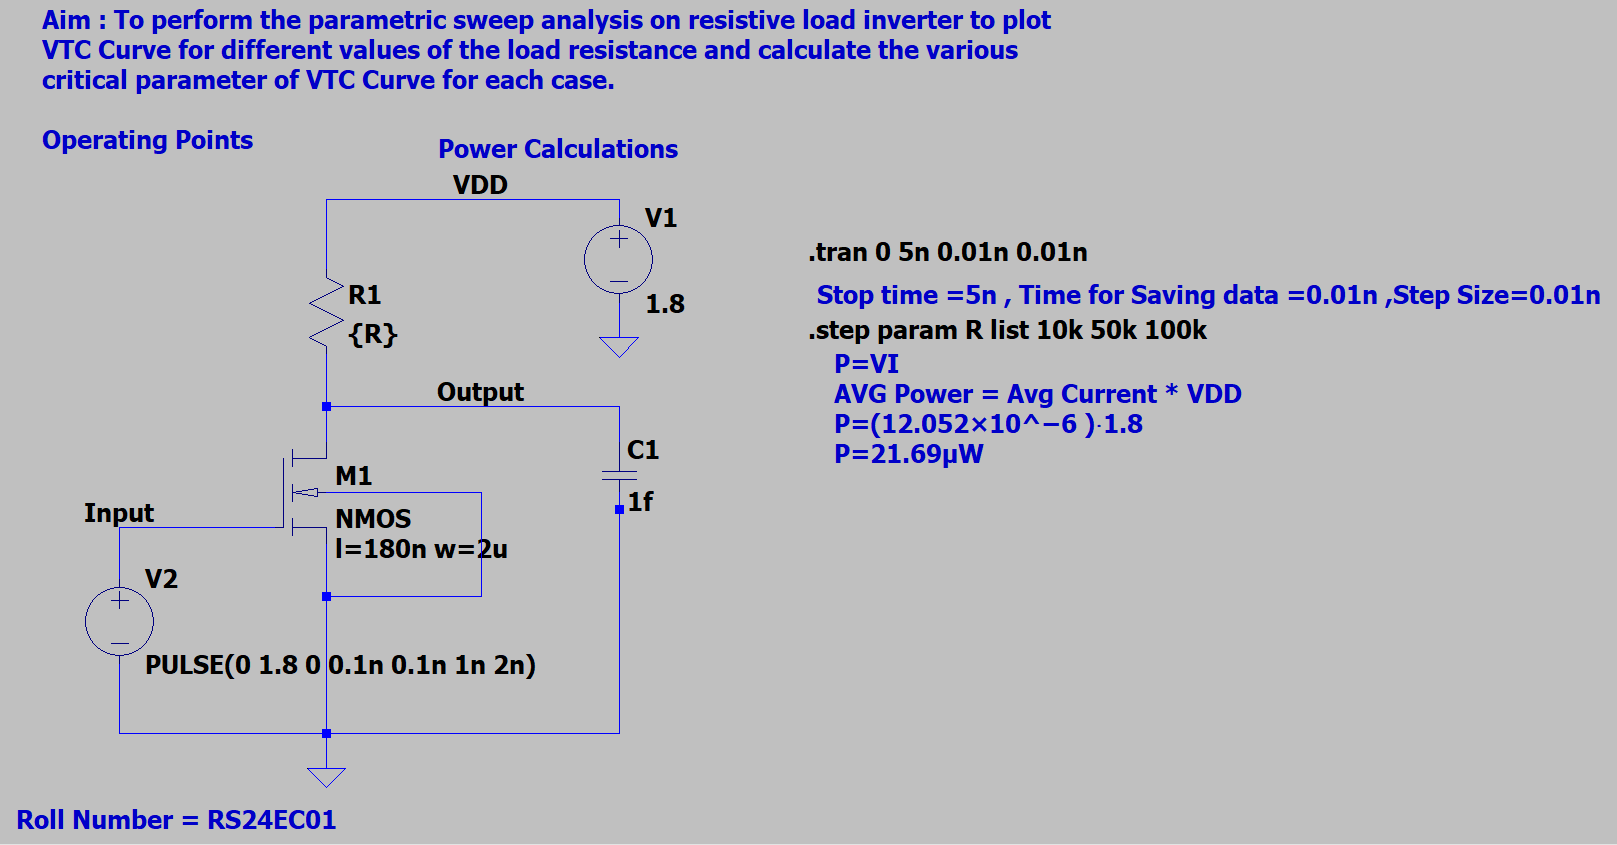 Aim : To perform the parametric sweep analysis on resistive load inverter to plot
VTC Curve for different values of the load resistance and calculate the various
critical parameter of VTC Curve for each case.
Operating Points
Power Calculations
VDD
V1
1.8
R1
{R}
Output
C1
1f
M1
NMOS
l=180n w=2u
Input
V2
PULSE(0 1.8 0 0.1n 0.1n 1n 2n)
.tran 0 5n 0.01n 0.01n
Stop time =5n , Time for Saving data =0.01n ,Step Size=0.01n
.step param R list 10k 50k 100k
P=VI
AVG Power = Avg Current * VDD
P=(12.052×10^−6 )⋅1.8
P=21.69μW
Roll Number = RS24EC01